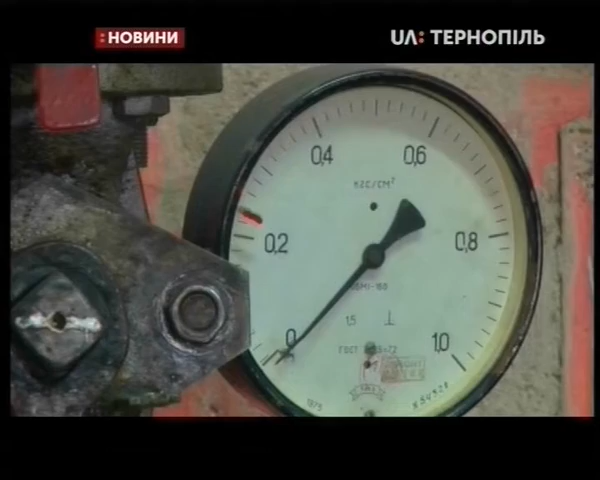 :НОВИНИ
UA: ТЕРНОПІЛЬ
0,4
0,6
кгс/см²
0,2
0,8
1,5
0
1,0
ГОСТ
1975